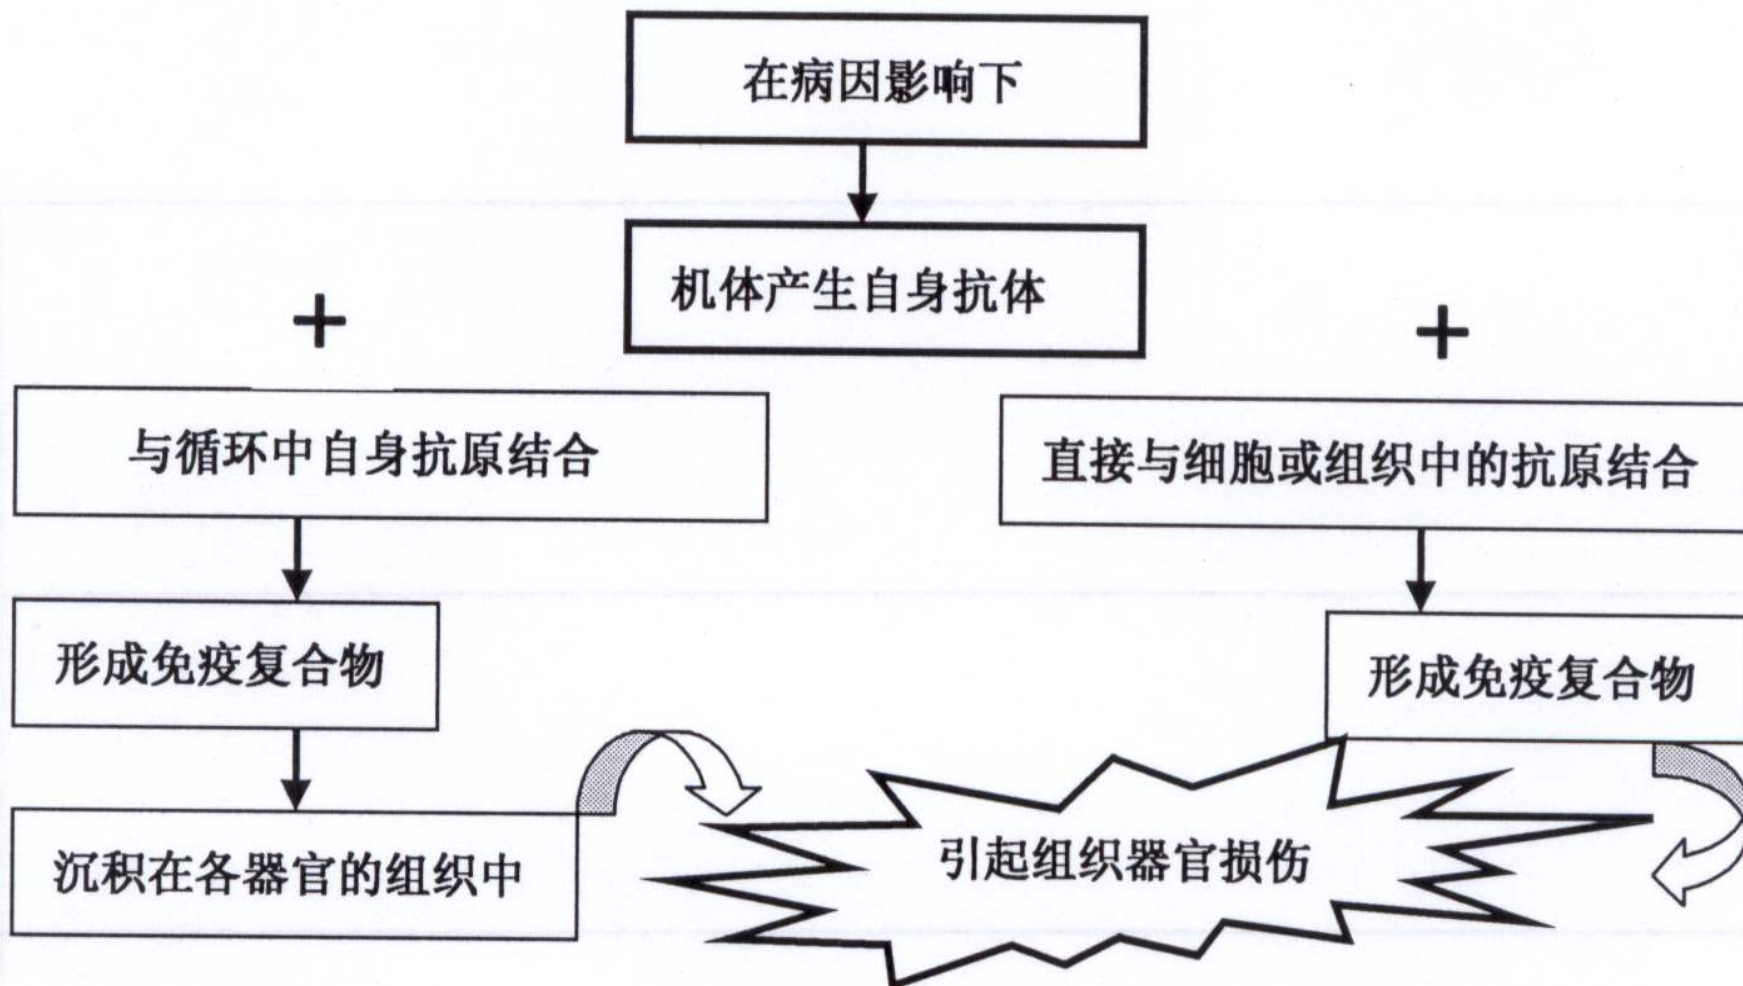 在病因影响下
机体产生自身抗体
+
+
与循环中自身抗原结合
直接与细胞或组织中的抗原结合
形成免疫复合物
形成免疫复合物
沉积在各器官的组织中
引起组织器官损伤